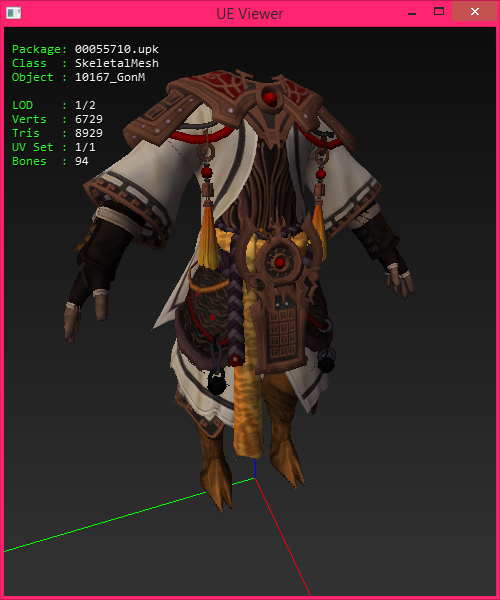 UE Viewer
Package: 00055710.upk
Class : SkeletalMesh
Object : 10167_GonM
LOD : 1/2
Verts : 6729
Tris : 8929
UV Set : 1/1
Bones : 94